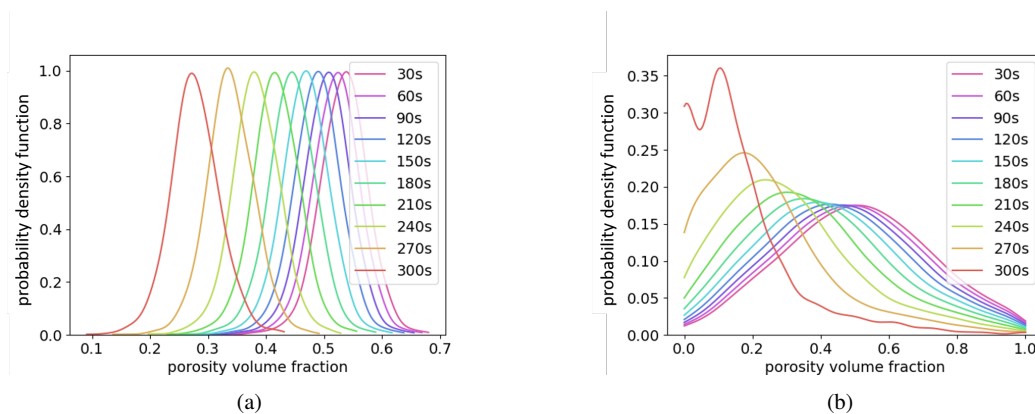 1.0
0.8
0.6
0.4
0.2
0.0
probability density function
0.1 0.2 0.3 0.4 0.5 0.6 0.7
porosity volume fraction
30s
60s
90s
120s
150s
180s
210s
240s
270s
300s
(a)
0.35
0.30
0.25
0.20
0.15
0.10
0.05
0.00
probability density function
0.0 0.2 0.4 0.6 0.8 1.0
porosity volume fraction
30s
60s
90s
120s
150s
180s
210s
240s
270s
300s
(b)